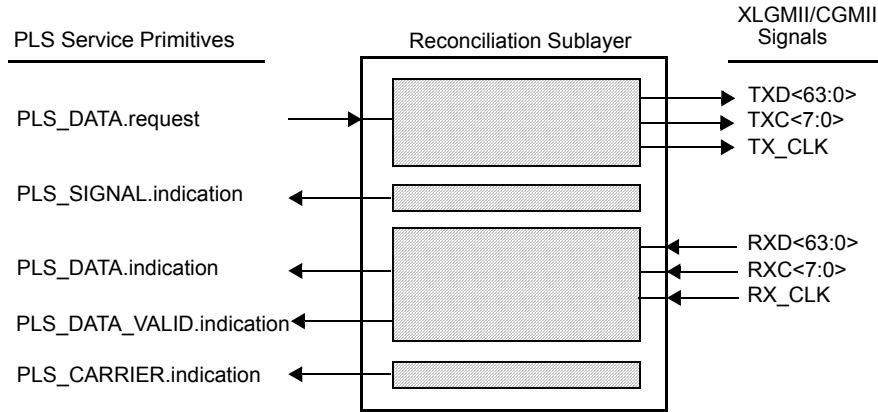 XLGMII/CGMII
Signals
PLS Service Primitives
Reconciliation Sublayer
PLS_DATA.request
TXD<63:0>
TXC<7:0>
TX_CLK
PLS_SIGNAL.indication
PLS_DATA.indication
RXD<63:0>
RXC<7:0>
RX_CLK
PLS_DATA_VALID.indication
PLS_CARRIER.indication